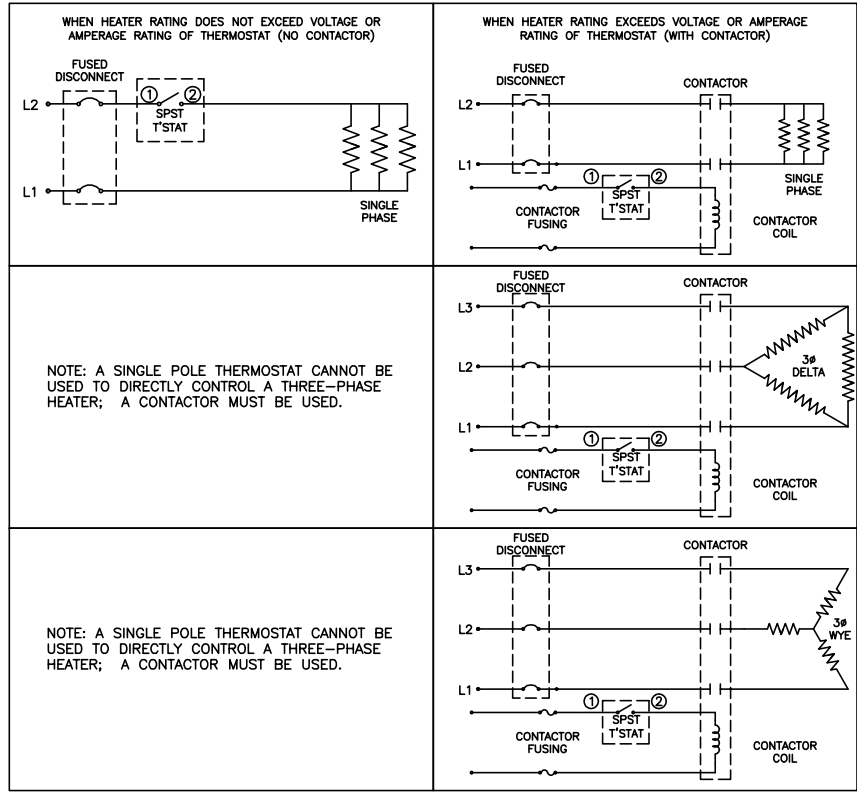 WHEN HEATER RATING DOES NOT EXCEED VOLTAGE OR
AMPERAGE RATING OF THERMOSTAT (NO CONTACTOR)
FUSED
DISCONNECT
L2
① ②
SPST
T'STAT
L1
SINGLE
PHASE
WHEN HEATER RATING EXCEEDS VOLTAGE OR AMPERAGE
RATING OF THERMOSTAT (WITH CONTACTOR)
FUSED
DISCONNECT
CONTACTOR
L2
L1
① ②
SPST
T'STAT
SINGLE
PHASE
CONTACTOR
FUSING
CONTACTOR
COIL
NOTE: A SINGLE POLE THERMOSTAT CANNOT BE
USED TO DIRECTLY CONTROL A THREE-PHASE
HEATER; A CONTACTOR MUST BE USED.
FUSED
DISCONNECT
CONTACTOR
L3
L2
3ø
DELTA
L1
① ②
SPST
T'STAT
CONTACTOR
FUSING
CONTACTOR
COIL
NOTE: A SINGLE POLE THERMOSTAT CANNOT BE
USED TO DIRECTLY CONTROL A THREE-PHASE
HEATER; A CONTACTOR MUST BE USED.
FUSED
DISCONNECT
CONTACTOR
L3
L2
3ø
WYE
L1
① ②
SPST
T'STAT
CONTACTOR
FUSING
CONTACTOR
COIL